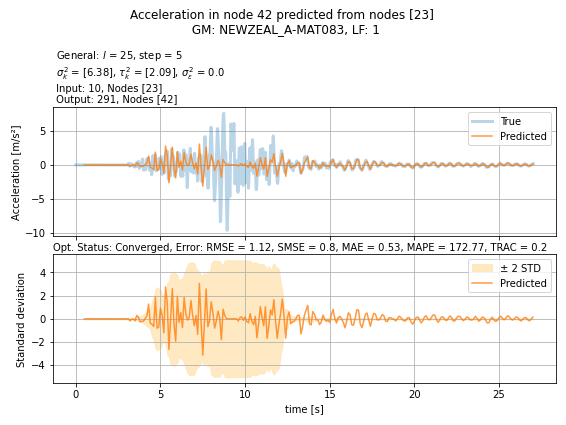 Acceleration in node 42 predicted from nodes [23]
GM: NEWZEAL_A-MAT083, LF: 1
General: l = 25, step = 5
σ²ₖ = [6.38], τ²ₖ = [2.09], σ²ε = 0.0
Input: 10, Nodes [23]
Output: 291, Nodes [42]
Acceleration [m/s²]
5
0
−5
−10
True
Predicted
Opt. Status: Converged, Error: RMSE = 1.12, SMSE = 0.8, MAE = 0.53, MAPE = 172.77, TRAC = 0.2
Standard deviation
4
2
0
−2
−4
± 2 STD
Predicted
0 5 10 15 20 25
time [s]